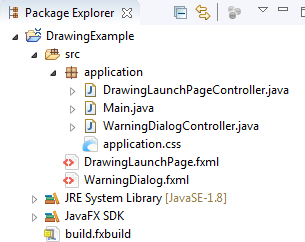 Package Explorer
DrawingExample
src
application
DrawingLaunchPageController.java
Main.java
WarningDialogController.java
application.css
DrawingLaunchPage.fxml
WarningDialog.fxml
JRE System Library [JavaSE-1.8]
JavaFX SDK
build.fxbuild